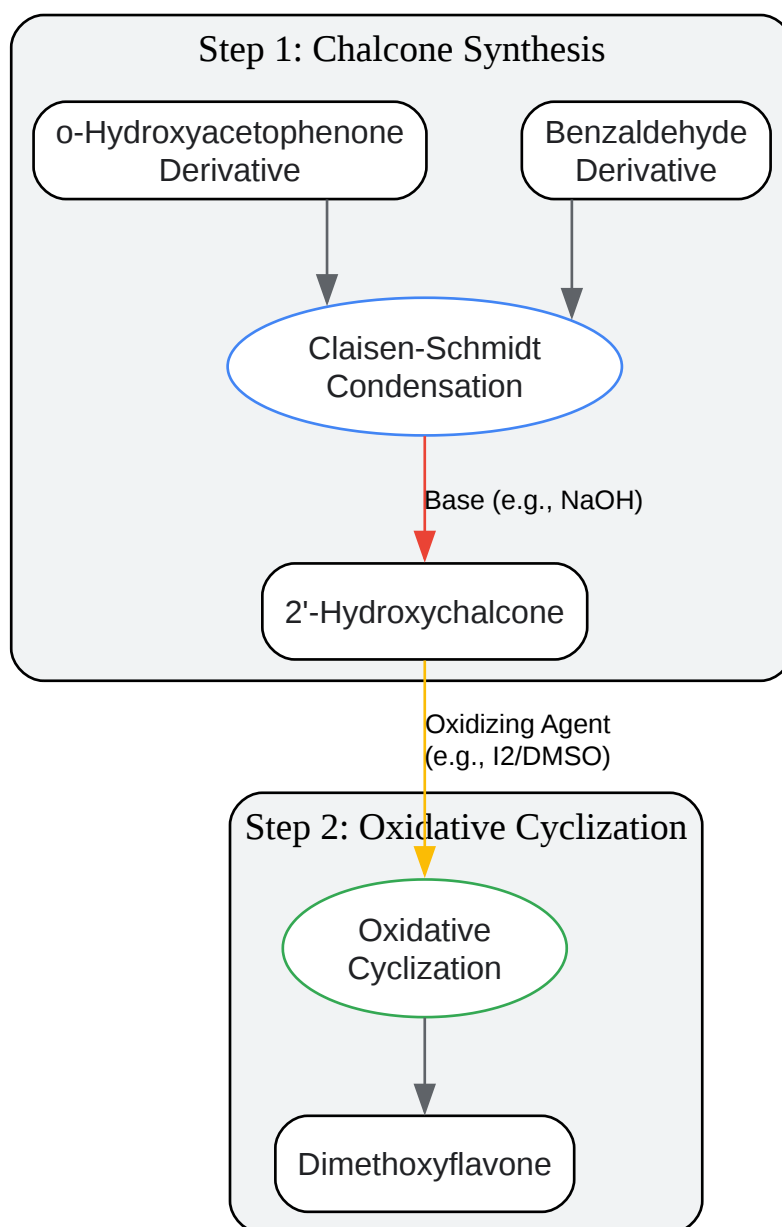 Step 1: Chalcone Synthesis
o-Hydroxyacetophenone
Derivative
Benzaldehyde
Derivative
Claisen-Schmidt
Condensation
Base (e.g., NaOH)
2'-Hydroxychalcone
Oxidizing Agent
(e.g., I2/DMSO)
Step 2: Oxidative Cyclization
Oxidative
Cyclization
Dimethoxyflavone